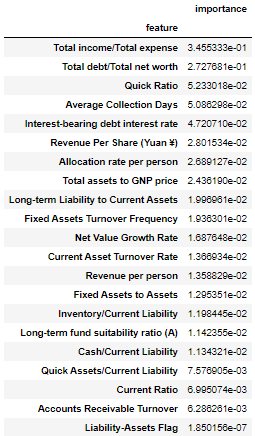 importance
feature
Total income/Total expense 3.455333e-01
Total debt/Total net worth 2.727681e-01
Quick Ratio 5.233018e-02
Average Collection Days 5.086298e-02
Interest-bearing debt interest rate 4.720710e-02
Revenue Per Share (Yuan ¥) 2.801534e-02
Allocation rate per person 2.689127e-02
Total assets to GNP price 2.436190e-02
Long-term Liability to Current Assets 1.996961e-02
Fixed Assets Turnover Frequency 1.936301e-02
Net Value Growth Rate 1.687648e-02
Current Asset Turnover Rate 1.366934e-02
Revenue per person 1.358829e-02
Fixed Assets to Assets 1.295351e-02
Inventory/Current Liability 1.198445e-02
Long-term fund suitability ratio (A) 1.142355e-02
Cash/Current Liability 1.134321e-02
Quick Assets/Current Liability 7.576905e-03
Current Ratio 6.995074e-03
Accounts Receivable Turnover 6.286261e-03
Liability-Assets Flag 1.850156e-07